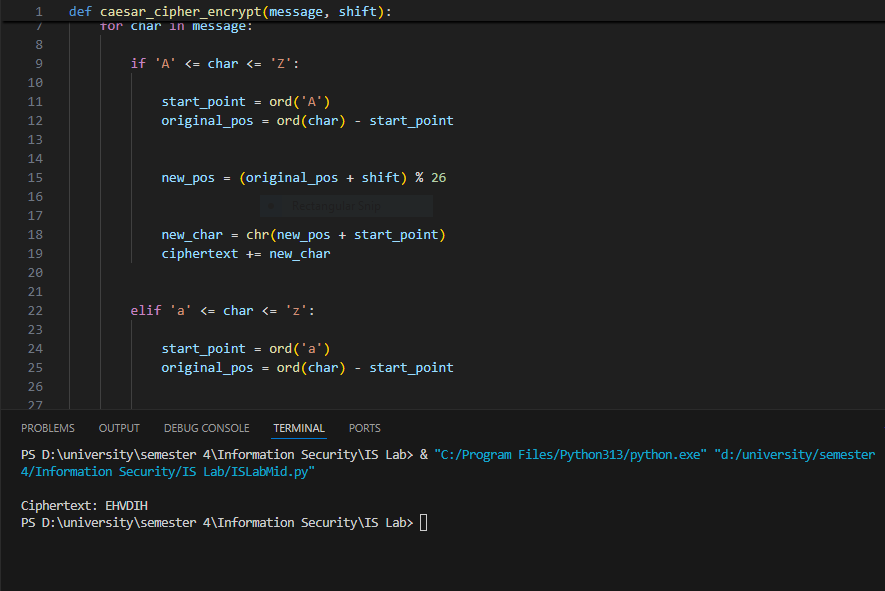 1 def caesar_cipher_encrypt(message, shift):
7 for char in message:
8
9 if 'A' <= char <= 'Z':
10
11 start_point = ord('A')
12 original_pos = ord(char) - start_point
13
14
15 new_pos = (original_pos + shift) % 26
16
Rectangular Snip
17
18 new_char = chr(new_pos + start_point)
19 ciphertext += new_char
20
21
22 elif 'a' <= char <= 'z':
23
24 start_point = ord('a')
25 original_pos = ord(char) - start_point
26
27
PROBLEMS OUTPUT DEBUG CONSOLE TERMINAL PORTS
PS D:\university\semester 4\Information Security\IS Lab> & "C:/Program Files/Python313/python.exe" "d:/university/semester
4/Information Security/IS Lab/ISLabMid.py"
Ciphertext: EHVDIH
PS D:\university\semester 4\Information Security\IS Lab>